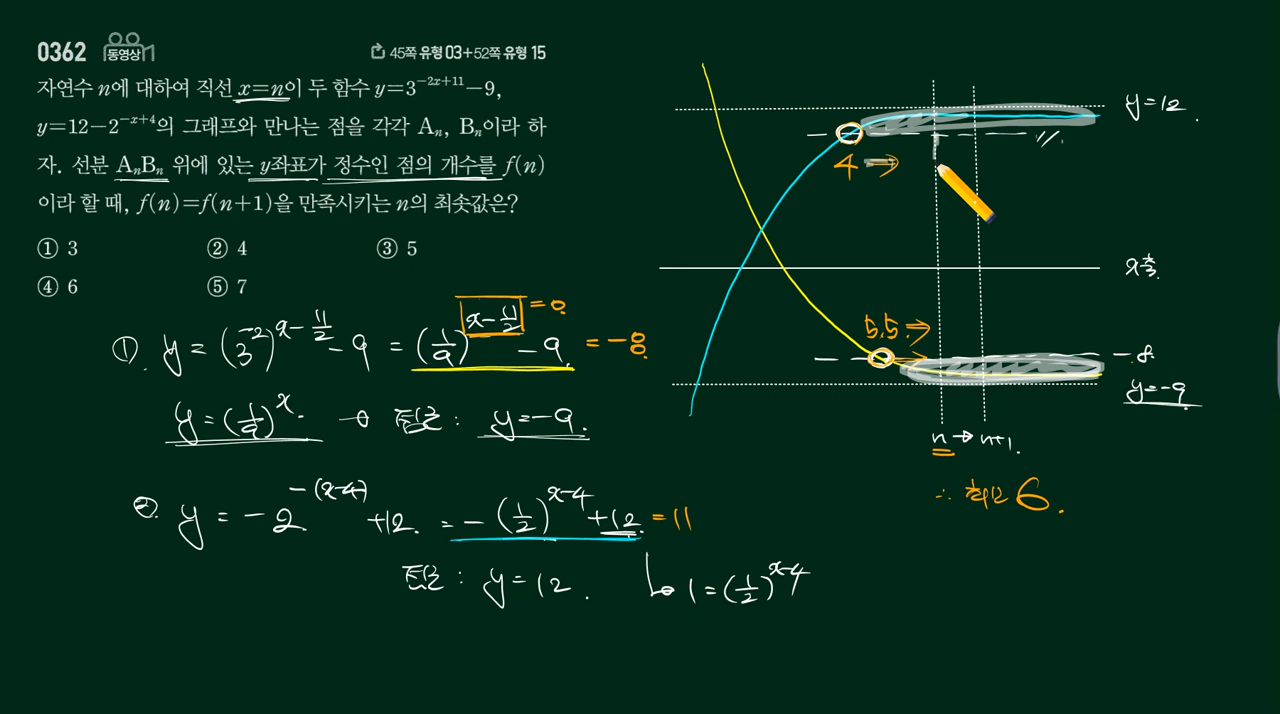 0362 동영상 45쪽 유형 03+52쪽 유형 15
자연수 n에 대하여 직선 x=n이 두 함수 y=3^{-2x+11}-9,
y=12-2^{-x+4}의 그래프와 만나는 점을 각각 Aₙ, Bₙ이라 하
자. 선분 AₙBₙ 위에 있는 y좌표가 정수인 점의 개수를 f(n)
이라 할 때, f(n)=f(n+1)을 만족시키는 n의 최솟값은?
① 3 ② 4 ③ 5
④ 6 ⑤ 7
①. y = (3^{-2})^{x-11/2} -9 = (1/9)^{x-11/2} -9. = -8
= 0
y=(1/9)^x. → 점근 : y=-9.
②. y = -2^{-(x-4)} +12. = -(1/2)^{x-4} +12. = 11
점근 : y=12.
↳ 1=(1/2)^{x-4}
y=12
11
4 ⇒
x축
5.5 ⇒
-8
y=-9
n → n+1.
∴ 최소 6.